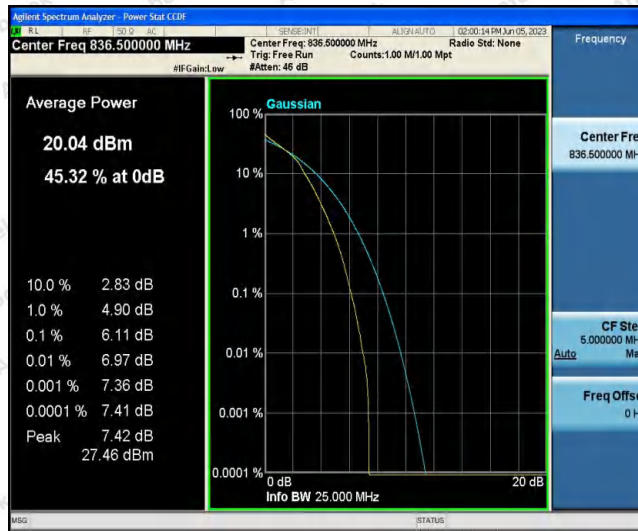 Agilent Spectrum Analyzer - Power Stat CCDF
RL RF 50 Ω AC SENSE:INT ALIGN AUTO 02:00:14 PM Jun 05, 2023
Center Freq 836.500000 MHz
Center Freq: 836.500000 MHz Radio Std: None
Trig: Free Run Counts:1.00 M/1.00 Mpt
#IFGain:Low #Atten: 46 dB
Frequency
Average Power
20.04 dBm
45.32 % at 0dB
10.0 % 2.83 dB
1.0 % 4.90 dB
0.1 % 6.11 dB
0.01 % 6.97 dB
0.001 % 7.36 dB
0.0001 % 7.41 dB
Peak 7.42 dB
27.46 dBm
Gaussian
100 %
10 %
1 %
0.1 %
0.01 %
0.001 %
0.0001 %
0 dB 20 dB
Info BW 25.000 MHz
Center Fre
836.500000 MH
CF Ste
5.000000 MH
Auto Ma
Freq Offse
0 H
MSG STATUS